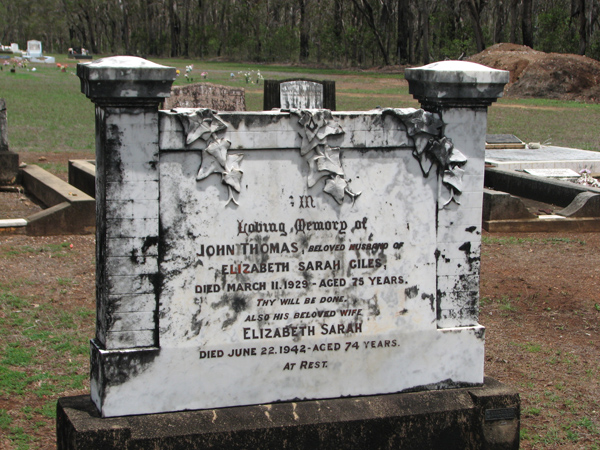 In
Loving Memory of
JOHN THOMAS, BELOVED HUSBAND OF
ELIZABETH SARAH GILES,
DIED MARCH 11. 1929 - AGED 75 YEARS.
THY WILL BE DONE.
ALSO HIS BELOVED WIFE
ELIZABETH SARAH
DIED JUNE 22. 1942 - AGED 74 YEARS.
AT REST.